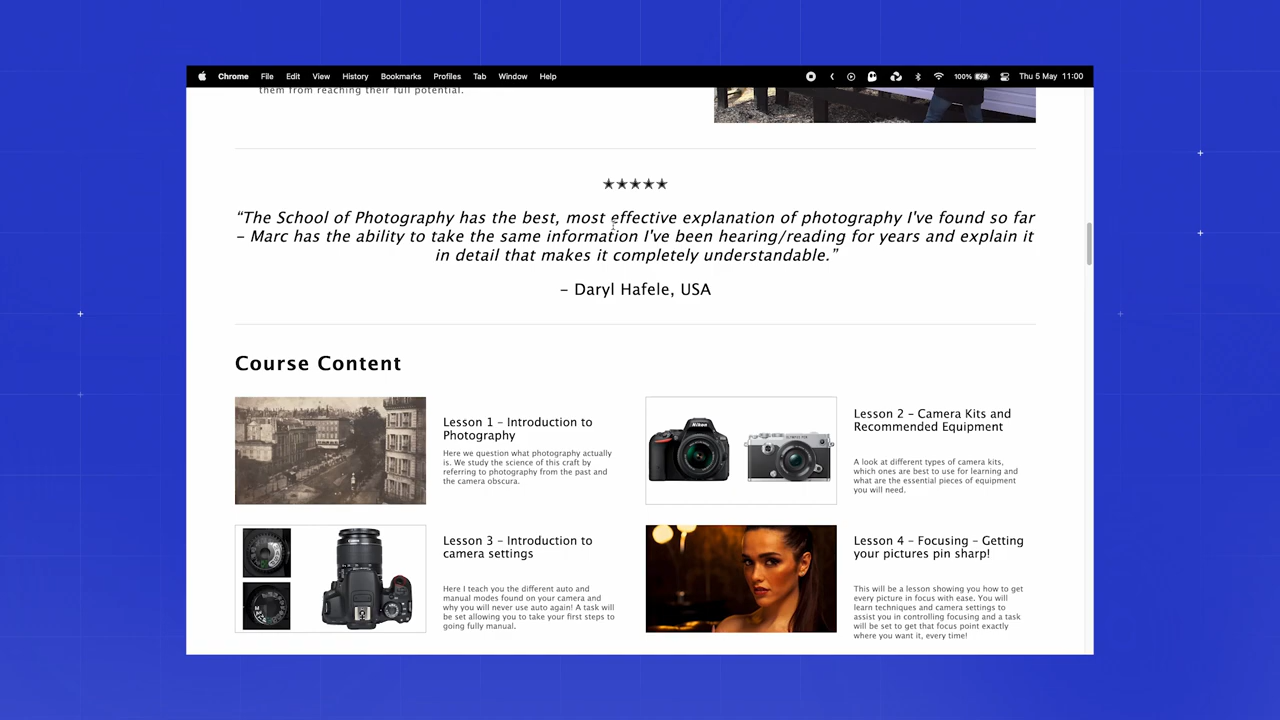 Chrome File Edit View History Bookmarks Profiles Tab Window Help 100% Thu 5 May 11:00
them from reaching their full potential.
★★★★★
“The School of Photography has the best, most effective explanation of photography I've found so far
– Marc has the ability to take the same information I've been hearing/reading for years and explain it
in detail that makes it completely understandable.”
– Daryl Hafele, USA
Course Content
Lesson 1 – Introduction to
Photography
Here we question what photography actually
is. We study the science of this craft by
referring to photography from the past and
the camera obscura.
Lesson 2 – Camera Kits and
Recommended Equipment
A look at different types of camera kits,
which ones are best to use for learning and
what are the essential pieces of equipment
you will need.
Nikon
OLYMPUS PEN
Lesson 3 – Introduction to
camera settings
Here I teach you the different auto and
manual modes found on your camera and
why you will never use auto again! A task will
be set allowing you to take your first steps to
going fully manual.
Lesson 4 – Focusing – Getting
your pictures pin sharp!
This will be a lesson showing you how to get
every picture in focus with ease. You will
learn techniques and camera settings to
assist you in controlling focusing and a task
will be set to get that focus point exactly
where you want it, every time!